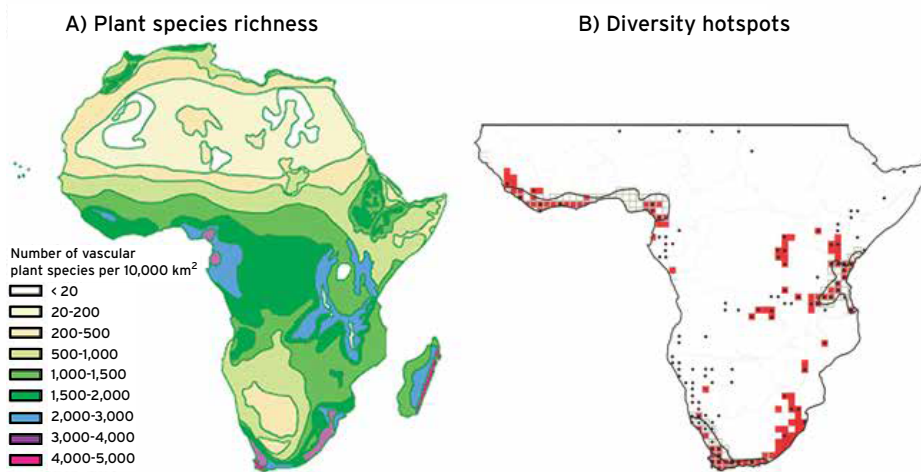 A) Plant species richness
B) Diversity hotspots
Number of vascular
plant species per 10,000 km²
< 20
20-200
200-500
500-1,000
1,000-1,500
1,500-2,000
2,000-3,000
3,000-4,000
4,000-5,000